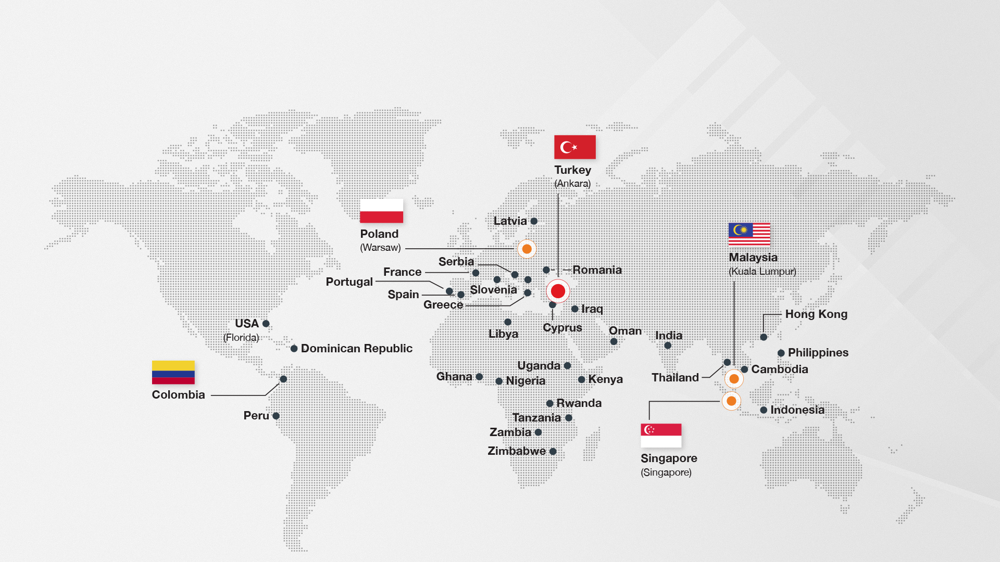 Turkey
(Ankara)
Latvia
Poland
(Warsaw)
Malaysia
(Kuala Lumpur)
Serbia
France
Romania
Portugal
Slovenia
Spain
Greece
Iraq
Hong Kong
USA
(Florida)
Cyprus
Libya
Oman
India
Dominican Republic
Philippines
Uganda
Cambodia
Ghana
Nigeria
Kenya
Thailand
Colombia
Rwanda
Indonesia
Peru
Tanzania
Zambia
Zimbabwe
Singapore
(Singapore)